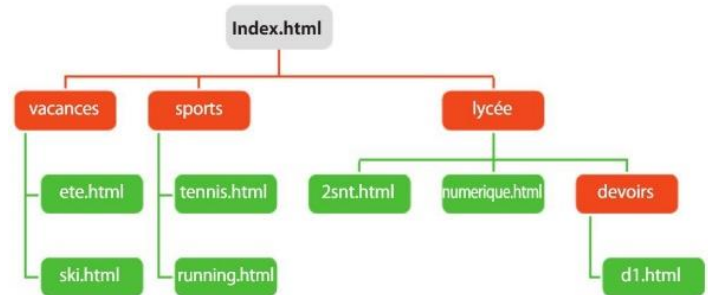 Index.html
vacances
sports
lycée
ete.html
tennis.html
2snt.html
numerique.html
devoirs
ski.html
running.html
d1.html